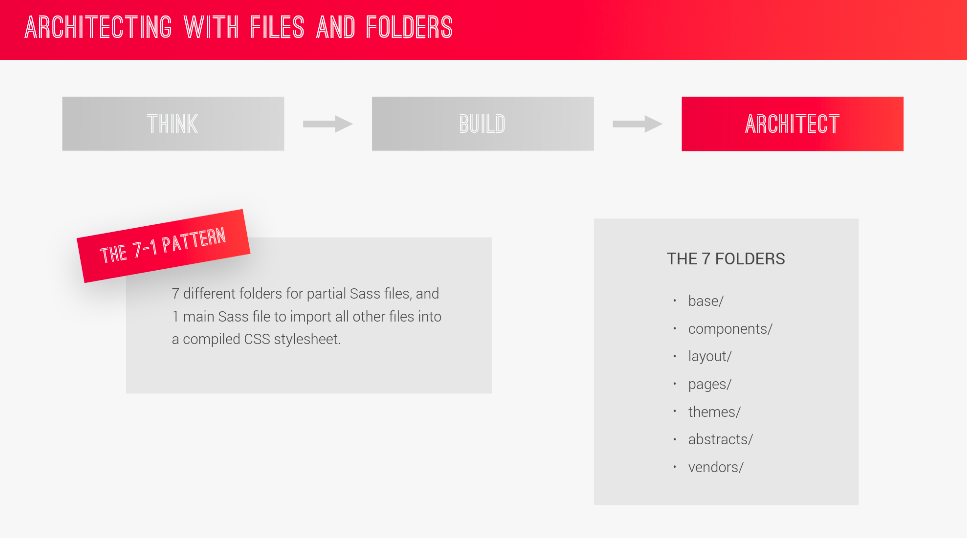 ARCHITECTING WITH FILES AND FOLDERS
THINK
BUILD
ARCHITECT
THE 7-1 PATTERN
7 different folders for partial Sass files, and
1 main Sass file to import all other files into
a compiled CSS stylesheet.
THE 7 FOLDERS
• base/
• components/
• layout/
• pages/
• themes/
• abstracts/
• vendors/